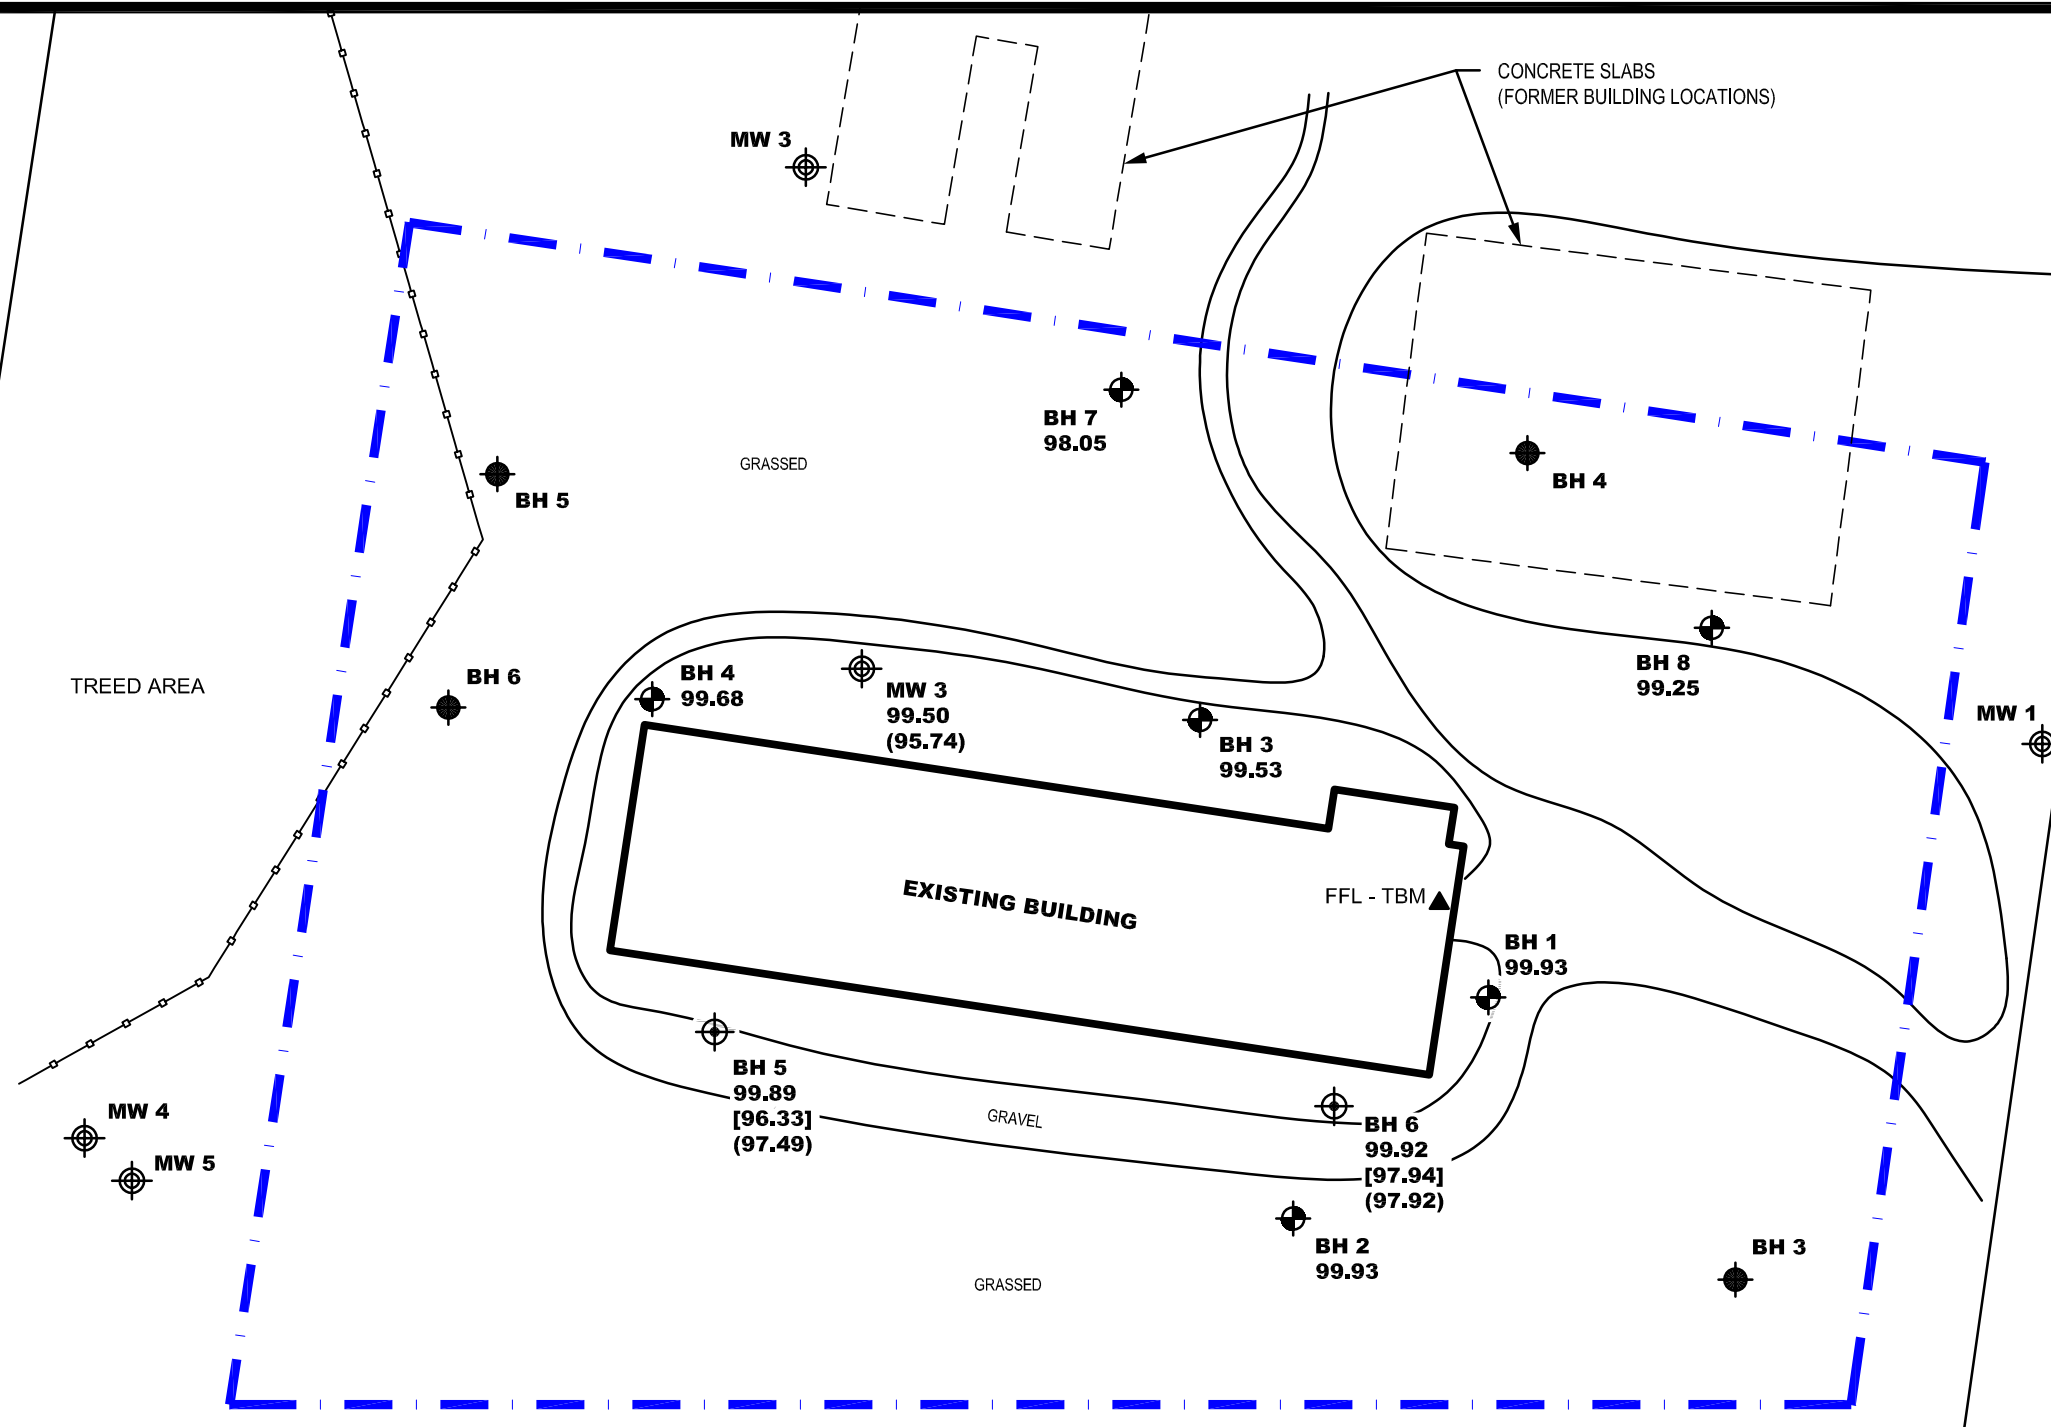 CONCRETE SLABS
(FORMER BUILDING LOCATIONS)
MW 3
BH 7
98.05
GRASSED
BH 4
BH 5
TREED AREA
BH 6
BH 4
99.68
MW 3
99.50
(95.74)
BH 3
99.53
BH 8
99.25
MW 1
EXISTING BUILDING
FFL - TBM
BH 1
99.93
BH 5
99.89
[96.33]
(97.49)
GRAVEL
BH 6
99.92
[97.94]
(97.92)
MW 4
MW 5
BH 2
99.93
BH 3
GRASSED